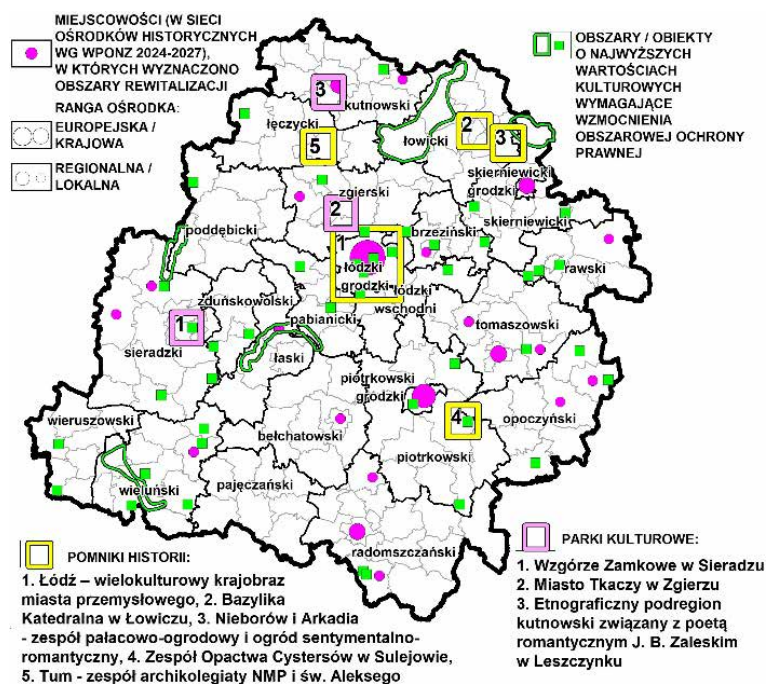 MIEJSCOWOŚCI (W SIECI
OŚRODKÓW HISTORYCZNYCH
WG WPONZ 2024-2027),
W KTÓRYCH WYZNACZONO
OBSZARY REWITALIZACJI
RANGA OŚRODKA:
EUROPEJSKA /
KRAJOWA
REGIONALNA /
LOKALNA
OBSZARY / OBIEKTY
O NAJWYŻSZYCH
WARTOŚCIACH
KULTUROWYCH
WYMAGAJĄCE
WZMOCNIENIA
OBSZAROWEJ OCHRONY
PRAWNEJ
3
kutnowski
łęczycki
5
łowicki
2
3
skierniewicki
grodzki
skierniewicki
zgierski
2
1
brzeziński
łódzki
grodzki
łódzki
wschodni
rawski
poddębicki
zduńskowolski
pabianicki
1
sieradzki
łaski
tomaszowski
piotrkowski
grodzki
4
opoczyński
piotrkowski
wieruszowski
bełchatowski
wieluński
pajęczański
radomszczański
POMNIKI HISTORII:
1. Łódź – wielokulturowy krajobraz
miasta przemysłowego, 2. Bazylika
Katedralna w Łowiczu, 3. Nieborów i Arkadia
- zespół pałacowo-ogrodowy i ogród sentymentalno-
romantyczny, 4. Zespół Opactwa Cystersów w Sulejowie,
5. Tum - zespół archikolegiaty NMP i św. Aleksego
PARKI KULTUROWE:
1. Wzgórze Zamkowe w Sieradzu
2. Miasto Tkaczy w Zgierzu
3. Etnograficzny podregion
kutnowski związany z poetą
romantycznym J. B. Zaleskim
w Leszczynku